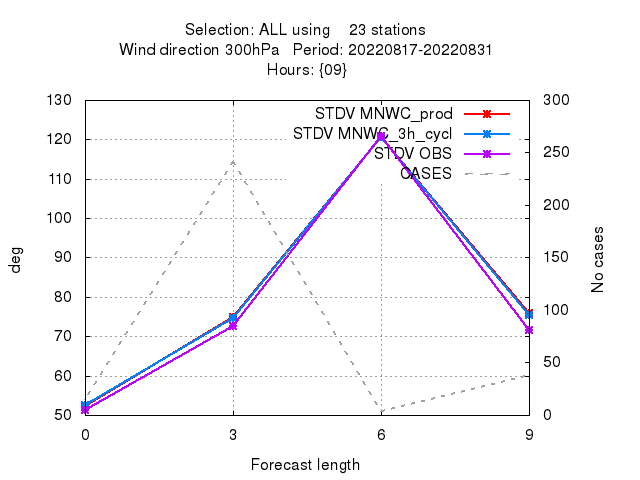 Selection: ALL using 23 stations
Wind direction 300hPa Period: 20220817-20220831
Hours: {09}
130
120
110
100
90
80
70
60
50
300
250
200
150
100
50
0
STDV MNWC_prod
STDV MNWC_3h_cycl
STDV OBS
CASES
deg
No cases
0 3 6 9
Forecast length